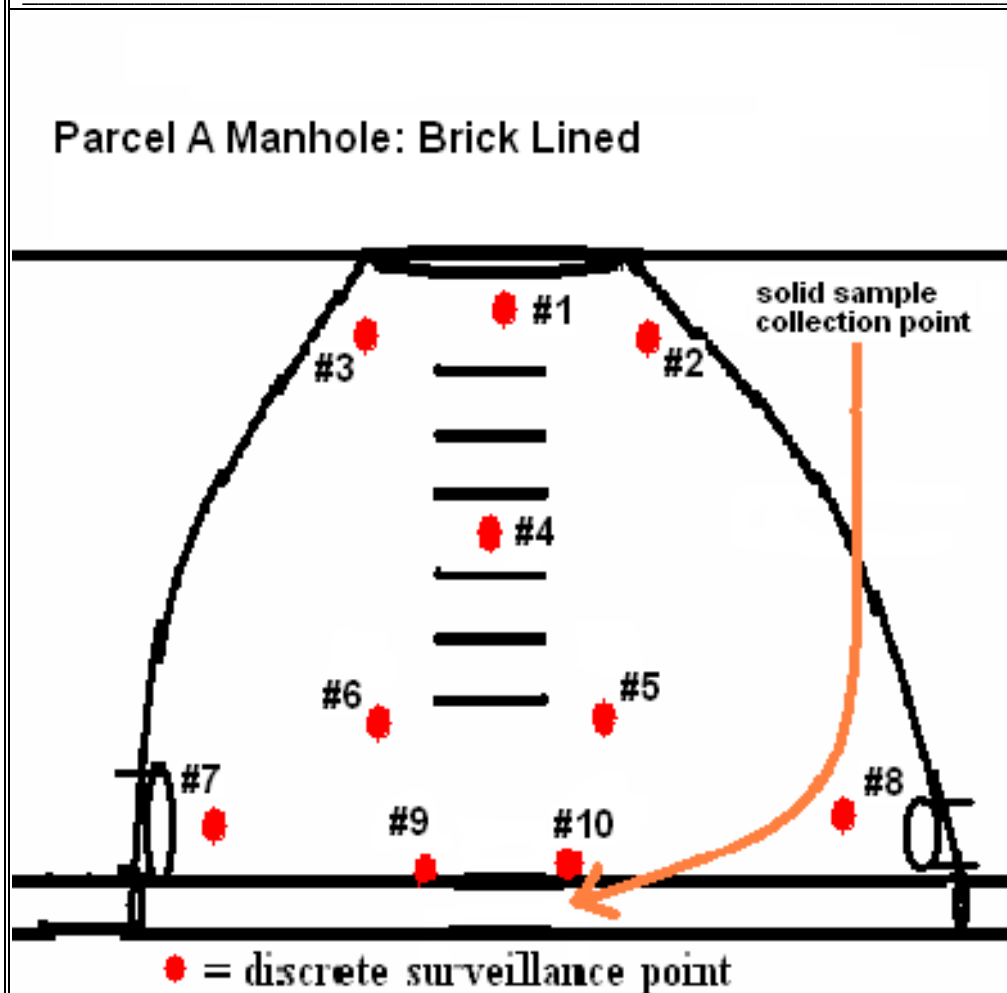 Parcel A Manhole: Brick Lined
solid sample
collection point
#1
#3
#2
#4
#6
#5
#7
#8
#9
#10
= discrete surveillance point